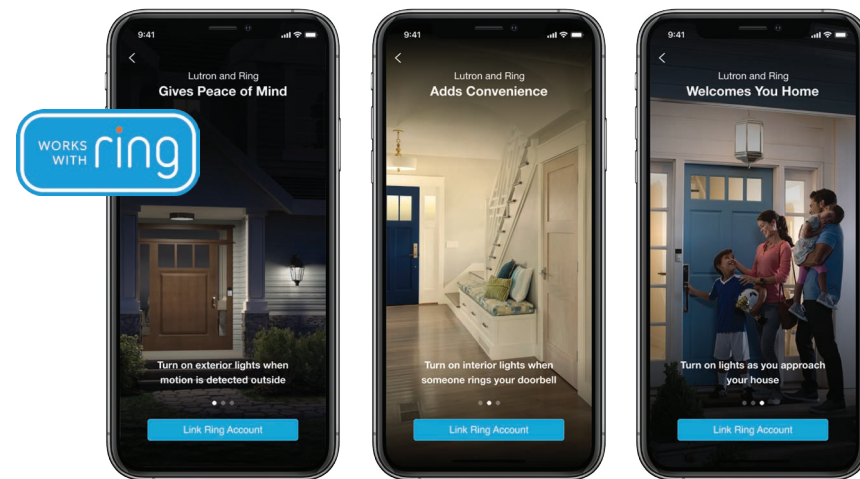 WORKS
WITH
ring
9:41
Lutron and Ring
Gives Peace of Mind
Turn on exterior lights when
motion is detected outside
Link Ring Account
9:41
Lutron and Ring
Adds Convenience
Turn on interior lights when
someone rings your doorbell
Link Ring Account
9:41
Lutron and Ring
Welcomes You Home
Turn on lights as you approach
your house
Link Ring Account